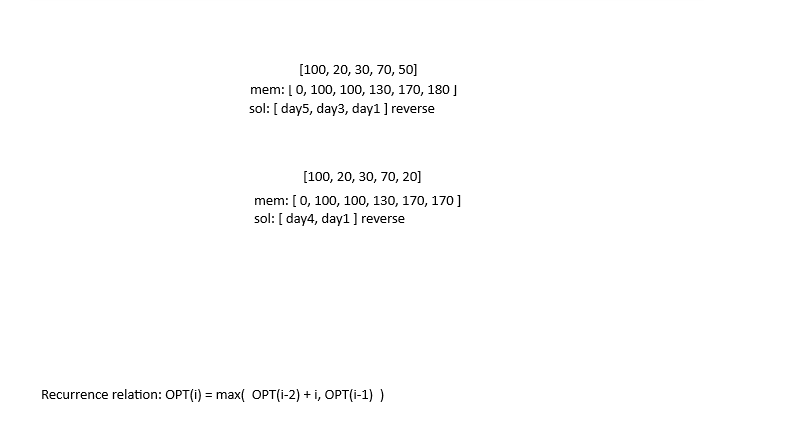 [100, 20, 30, 70, 50]
mem: [ 0, 100, 100, 130, 170, 180 ]
sol: [ day5, day3, day1 ] reverse
[100, 20, 30, 70, 20]
mem: [ 0, 100, 100, 130, 170, 170 ]
sol: [ day4, day1 ] reverse
Recurrence relation: OPT(i) = max(  OPT(i-2) + i, OPT(i-1)  )